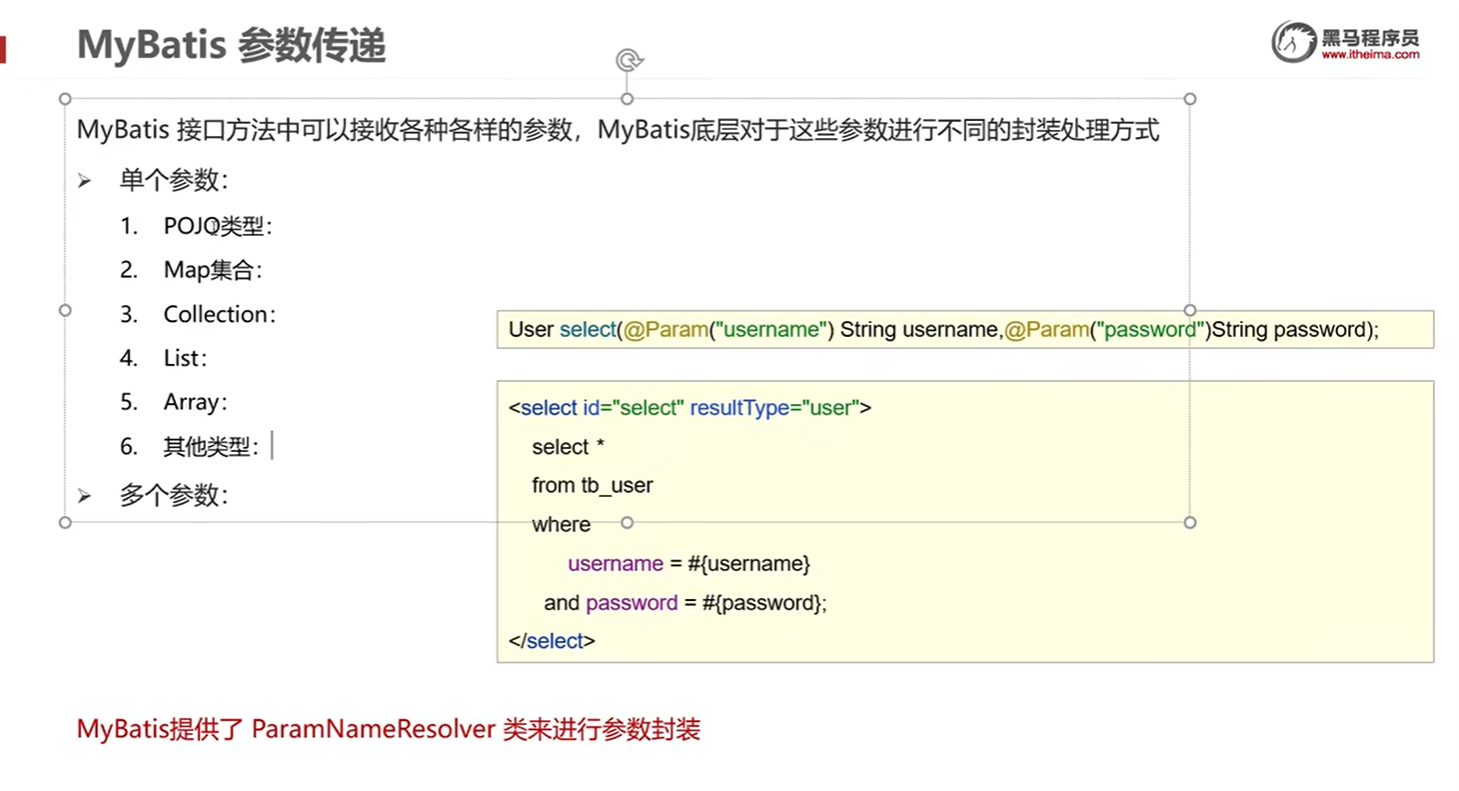 MyBatis 参数传递
黑马程序员
www.itheima.com
MyBatis 接口方法中可以接收各种各样的参数，MyBatis底层对于这些参数进行不同的封装处理方式
➢ 单个参数：
1. POJO类型：
2. Map集合：
3. Collection：
4. List：
5. Array：
6. 其他类型：
➢ 多个参数：
User select(@Param("username") String username,@Param("password")String password);
<select id="select" resultType="user">
select *
from tb_user
where
username = #{username}
and password = #{password};
</select>
MyBatis提供了 ParamNameResolver 类来进行参数封装